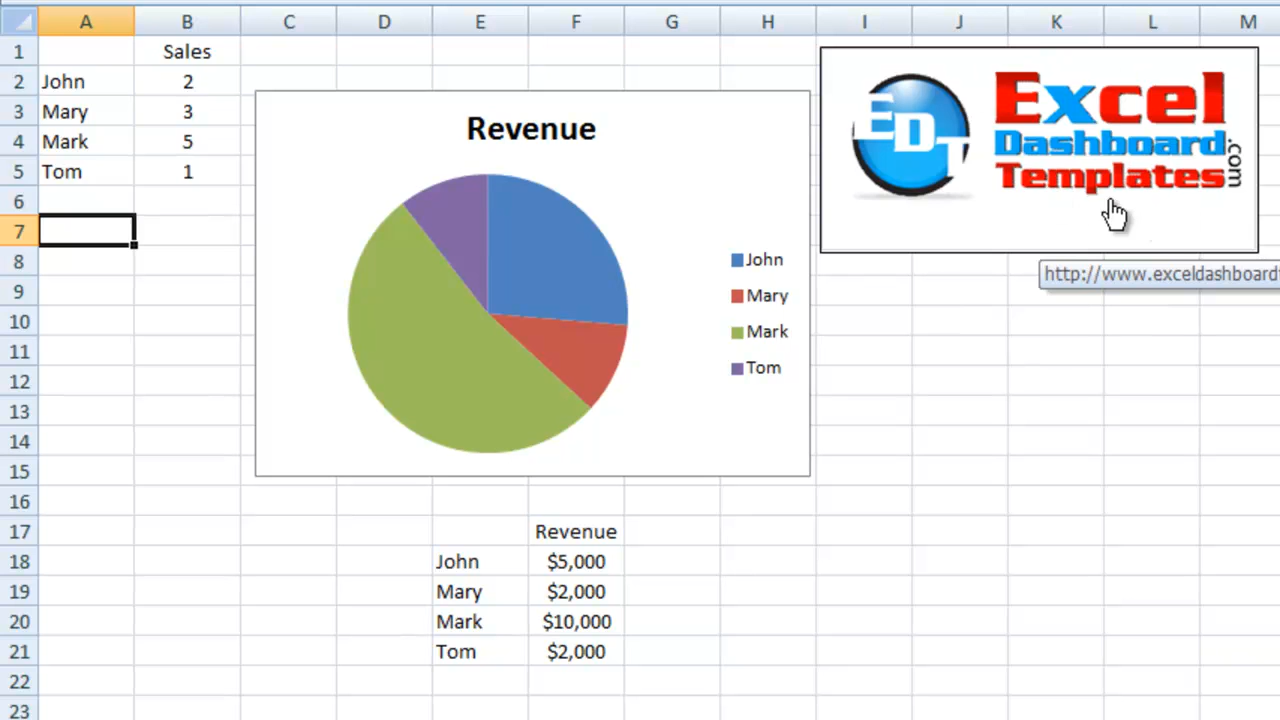 A B C D E F G H I J K L M
1 Sales
2 John 2
3 Mary 3
4 Mark 5
5 Tom 1
6
7
8
9
10
11
12
13
14
15
16
17 Revenue
18 John $5,000
19 Mary $2,000
20 Mark $10,000
21 Tom $2,000
22
23
Revenue
John
Mary
Mark
Tom
EDT
Excel
Dashboard
Templates
.com
http://www.exceldashboard